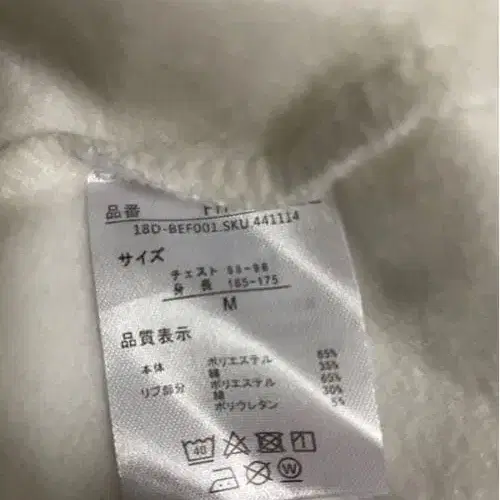 品番
18D-BEF001.SKU.441114
サイズ
チェスト 88-96
身長 165-175
M
品質表示
本体 ポリエステル 65%
綿 35%
リブ部分 ポリエステル 65%
綿 30%
ポリウレタン 5%
40
W